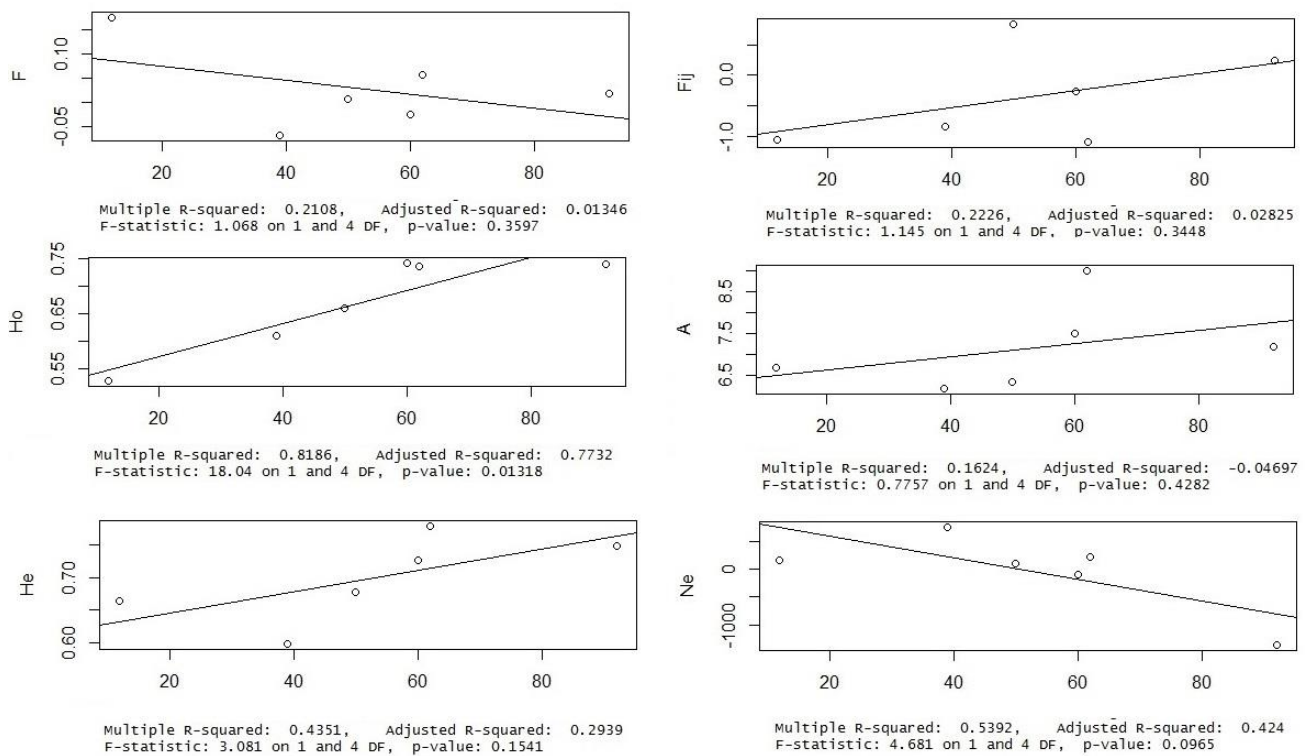 F
0.10
-0.05
20 40 60 80
Multiple R-squared: 0.2108, Adjusted R-squared: 0.01346
F-statistic: 1.068 on 1 and 4 DF, p-value: 0.3597
Fij
0.0
-1.0
20 40 60 80
Multiple R-squared: 0.2226, Adjusted R-squared: 0.02825
F-statistic: 1.145 on 1 and 4 DF, p-value: 0.3448
Ho
0.75
0.65
0.55
20 40 60 80
Multiple R-squared: 0.8186, Adjusted R-squared: 0.7732
F-statistic: 18.04 on 1 and 4 DF, p-value: 0.01318
A
8.5
7.5
6.5
20 40 60 80
Multiple R-squared: 0.1624, Adjusted R-squared: -0.04697
F-statistic: 0.7757 on 1 and 4 DF, p-value: 0.4282
He
0.70
0.60
20 40 60 80
Multiple R-squared: 0.4351, Adjusted R-squared: 0.2939
F-statistic: 3.081 on 1 and 4 DF, p-value: 0.1541
Ne
0
-1000
20 40 60 80
Multiple R-squared: 0.5392, Adjusted R-squared: 0.424
F-statistic: 4.681 on 1 and 4 DF, p-value: 0.0965